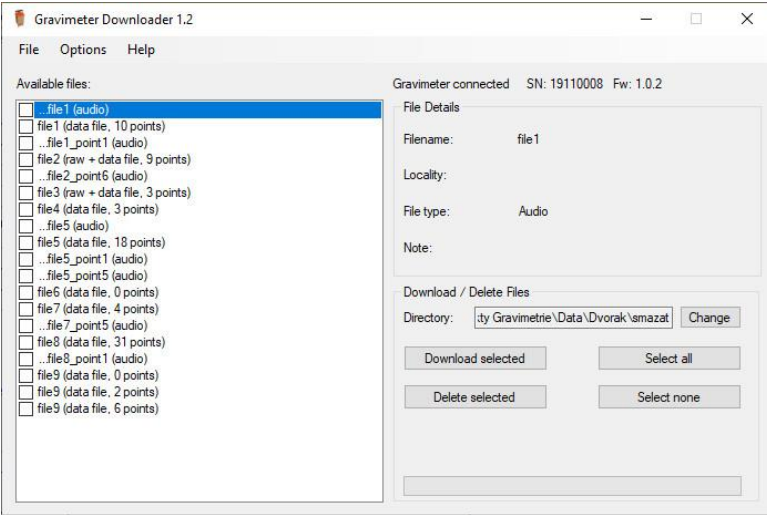 Gravimeter Downloader 1.2
File Options Help
Available files:
...file1 (audio)
file1 (data file, 10 points)
...file1_point1 (audio)
file2 (raw + data file, 9 points)
...file2_point6 (audio)
file3 (raw + data file, 3 points)
file4 (data file, 3 points)
...file5 (audio)
file5 (data file, 18 points)
...file5_point1 (audio)
...file5_point5 (audio)
file6 (data file, 0 points)
file7 (data file, 4 points)
...file7_point5 (audio)
file8 (data file, 31 points)
...file8_point1 (audio)
file9 (data file, 0 points)
file9 (data file, 2 points)
file9 (data file, 6 points)
Gravimeter connected SN: 19110008 Fw: 1.0.2
File Details
Filename: file1
Locality:
File type: Audio
Note:
Download / Delete Files
Directory: :ty Gravimetrie\Data\Dvorak\smazat Change
Download selected Select all
Delete selected Select none